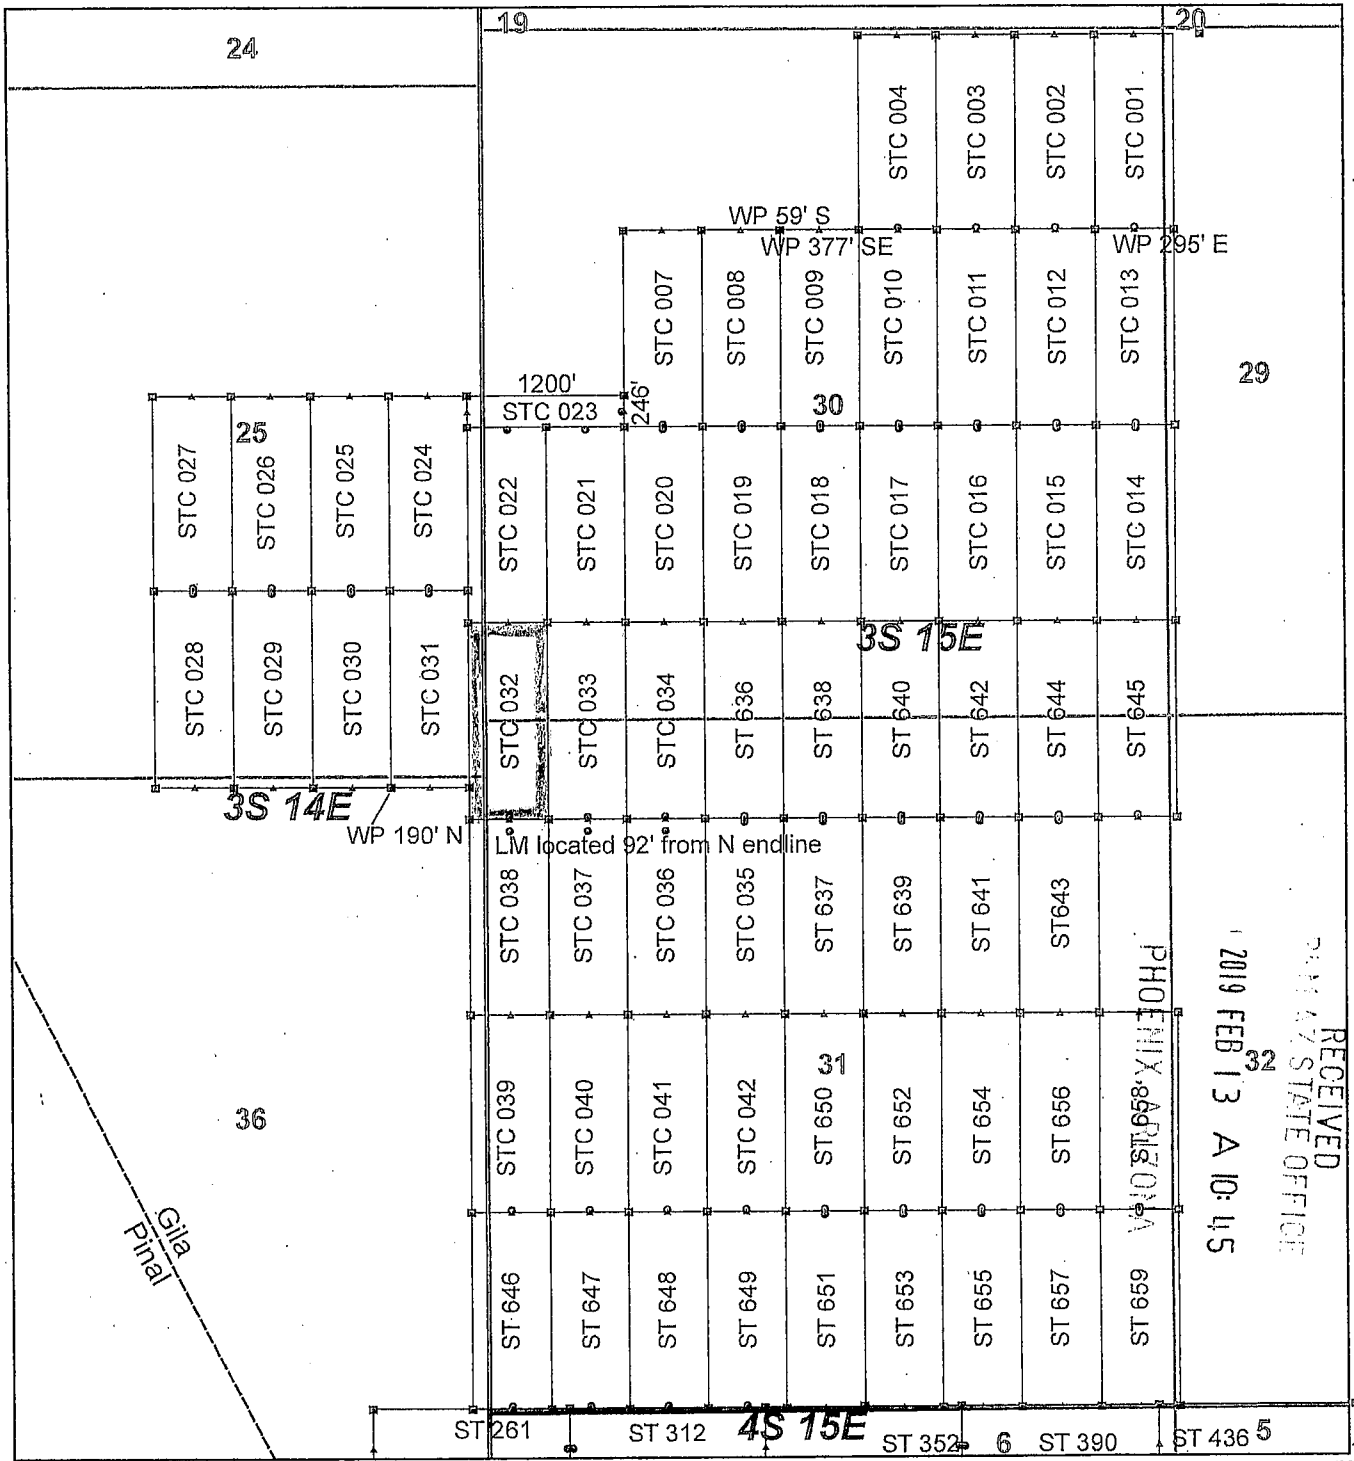 19
20
24
STC 004
STC 003
STC 002
STC 001
WP 59' S
WP 377' SE
WP 295' E
STC 007
STC 008
STC 009
STC 010
STC 011
STC 012
STC 013
29
1200'
246'
STC 023
30
25
STC 027
STC 026
STC 025
STC 024
STC 022
STC 021
STC 020
STC 019
STC 018
STC 017
STC 016
STC 015
STC 014
3S 15E
STC 028
STC 029
STC 030
STC 031
STC 032
STC 033
STC 034
ST 636
ST 638
ST 640
ST 642
ST 644
ST 645
3S 14E
WP 190' N
LM located 92' from N endline
STC 038
STC 037
STC 036
STC 035
ST 637
ST 639
ST 641
ST643
RECEIVED
STATE OFFICE
2019 FEB 13 A 10:45
PHOENIX, ARIZONA
32
31
36
STC 039
STC 040
STC 041
STC 042
ST 650
ST 652
ST 654
ST 656
ST 658
Gila
Pinal
ST 646
ST 647
ST 648
ST 649
ST 651
ST 653
ST 655
ST 657
ST 659
4S 15E
ST 261
ST 312
ST 352
6
ST 390
ST 436
5